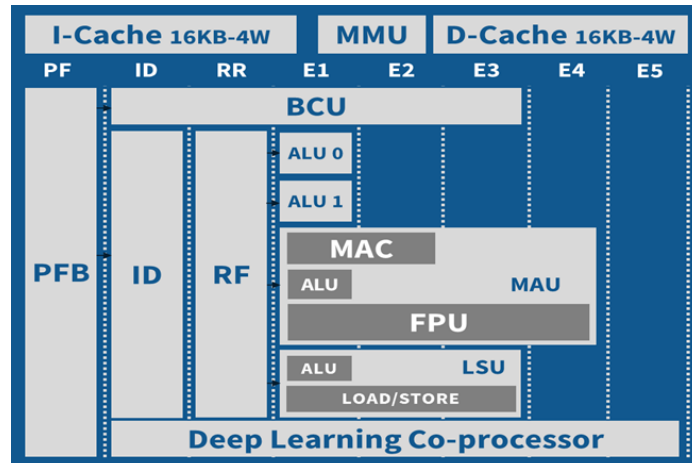 I-Cache 16KB-4W MMU D-Cache 16KB-4W
PF ID RR E1 E2 E3 E4 E5
BCU
ALU 0
ALU 1
PFB ID RF
MAC
ALU MAU
FPU
ALU LSU
LOAD/STORE
Deep Learning Co-processor